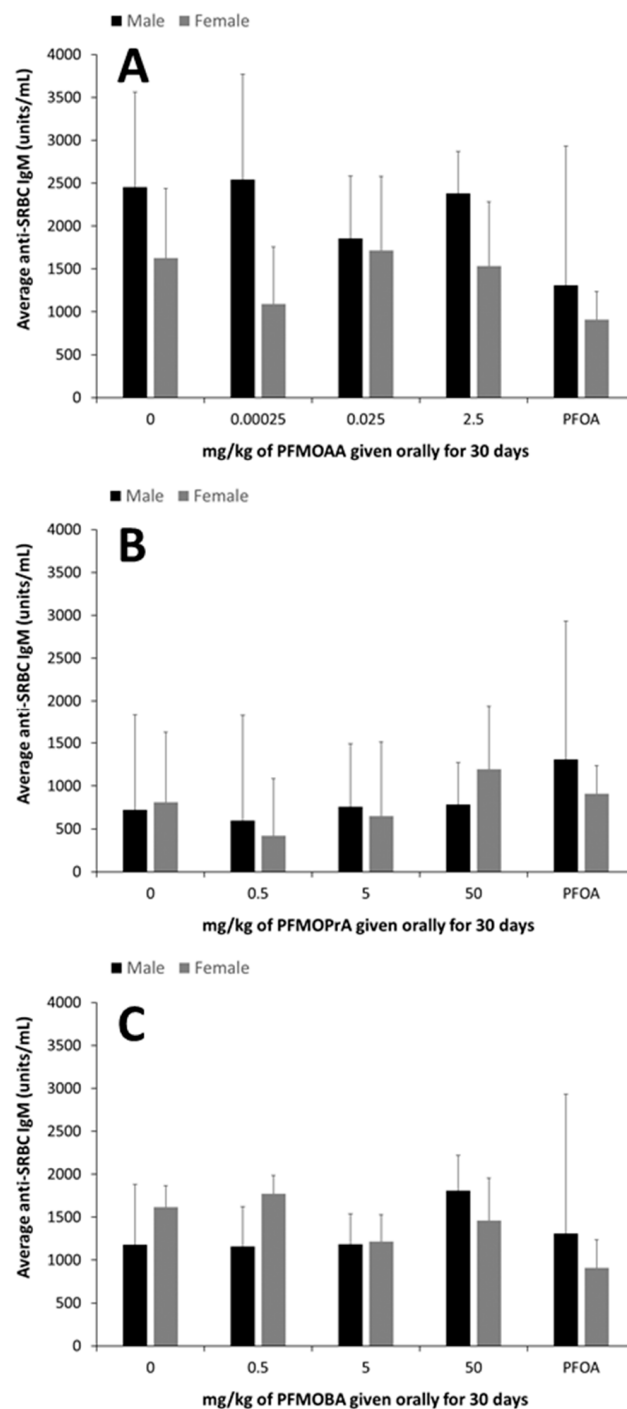 Male Female
A
Average anti-SRBC IgM (units/mL)
4000
3500
3000
2500
2000
1500
1000
500
0
0 0.00025 0.025 2.5 PFOA
mg/kg of PFMOAA given orally for 30 days
Male Female
B
Average anti-SRBC IgM (units/mL)
4000
3500
3000
2500
2000
1500
1000
500
0
0 0.5 5 50 PFOA
mg/kg of PFMOPrA given orally for 30 days
Male Female
C
Average anti-SRBC IgM (units/mL)
4000
3500
3000
2500
2000
1500
1000
500
0
0 0.5 5 50 PFOA
mg/kg of PFMOBA given orally for 30 days